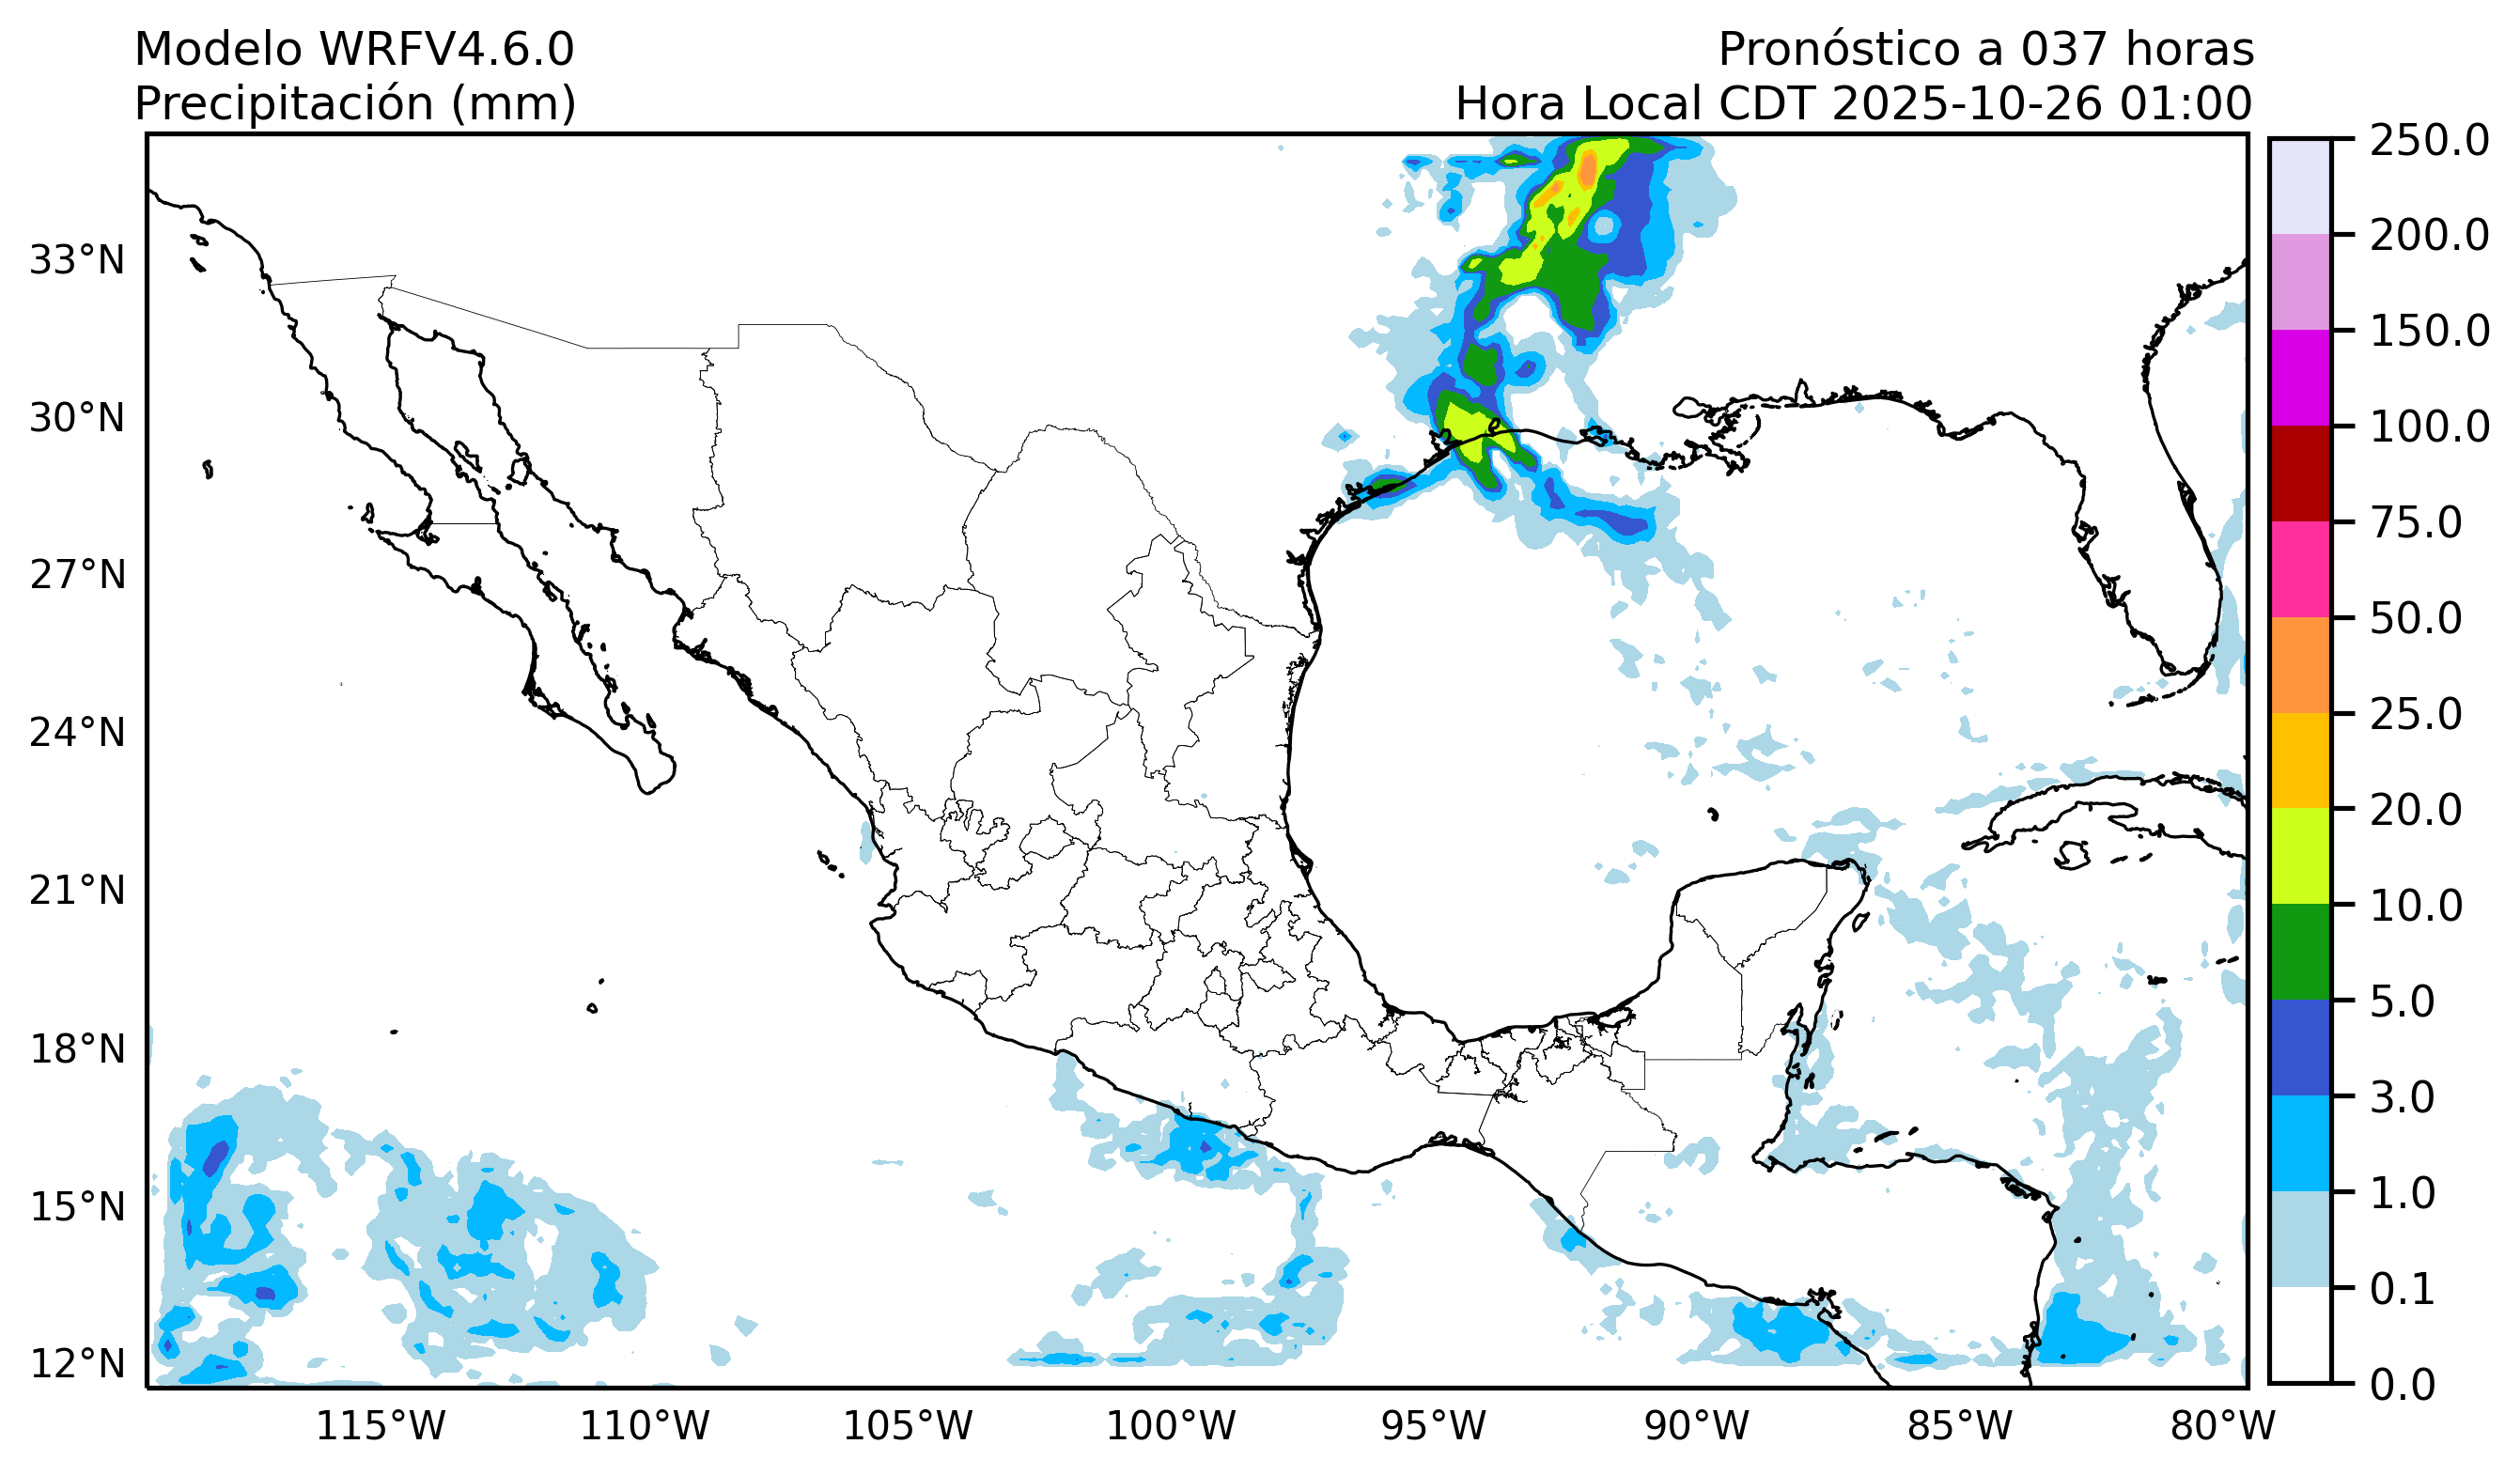 Modelo WRFV4.6.0
Precipitación (mm)
Pronóstico a 037 horas
Hora Local CDT 2025-10-26 01:00
33°N
30°N
27°N
24°N
21°N
18°N
15°N
12°N
115°W
110°W
105°W
100°W
95°W
90°W
85°W
80°W
250.0
200.0
150.0
100.0
75.0
50.0
25.0
20.0
10.0
5.0
3.0
1.0
0.1
0.0